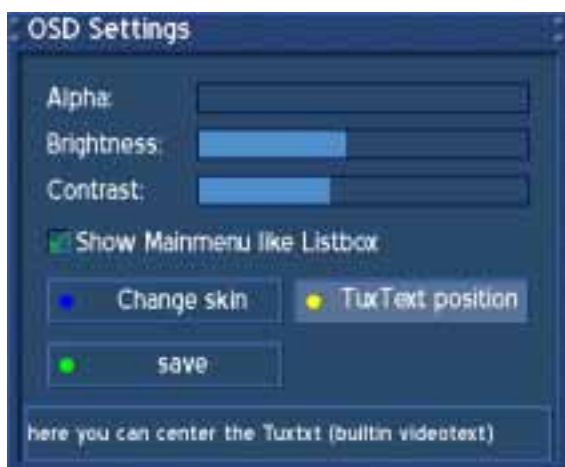 OSD Settings
Alpha:
Brightness:
Contrast:
Show Mainmenu like Listbox
Change skin
TuxText position
save
here you can center the Tuxtxt (builtin videotext)